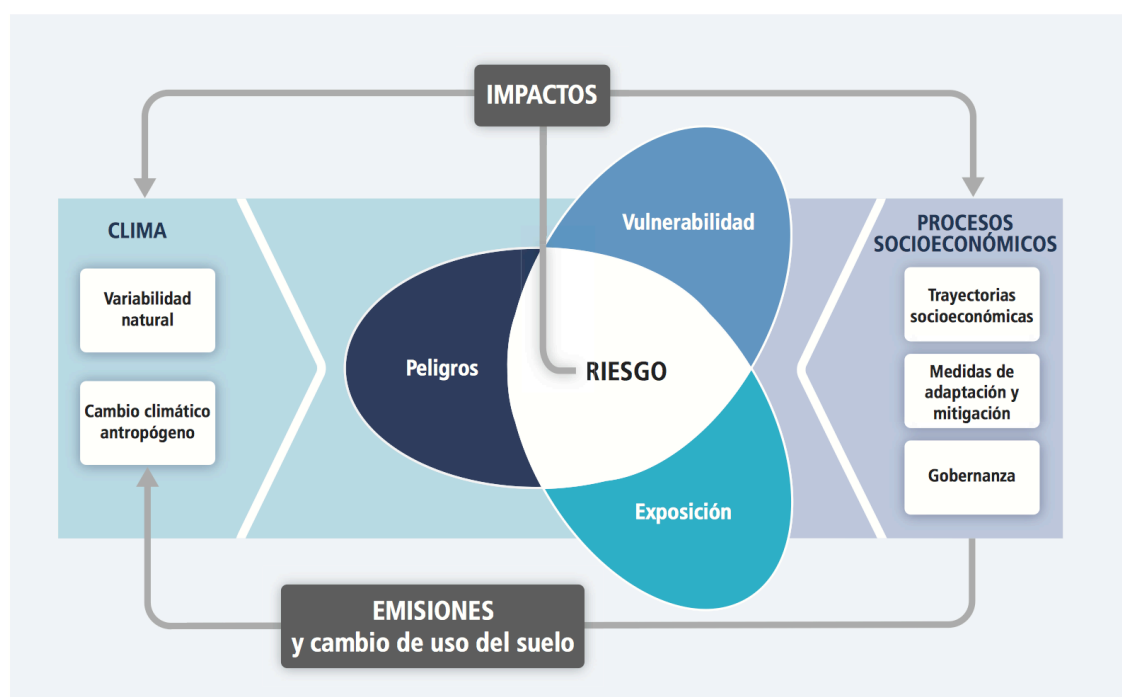 IMPACTOS
CLIMA
Variabilidad
natural
Cambio climático
antropógeno
Vulnerabilidad
Peligros
RIESGO
Exposición
PROCESOS
SOCIOECONÓMICOS
Trayectorias
socioeconómicas
Medidas de
adaptación y
mitigación
Gobernanza
EMISIONES
y cambio de uso del suelo